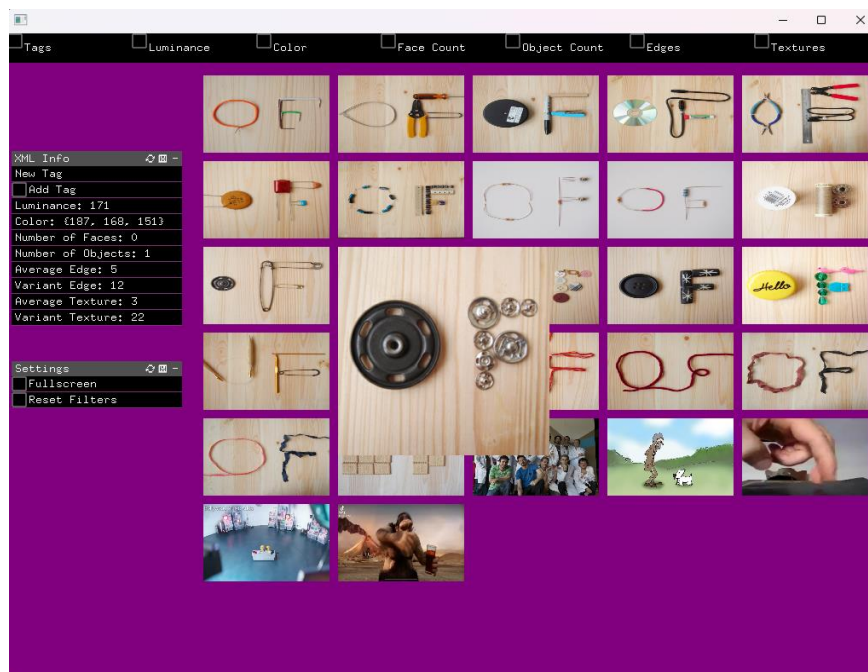 Tags Luminance Color Face Count Object Count Edges Textures
XML Info
New Tag
Add Tag
Luminance: 171
Color: {187, 168, 151}
Number of Faces: 0
Number of Objects: 1
Average Edge: 5
Variant Edge: 12
Average Texture: 3
Variant Texture: 22
Settings
Fullscreen
Reset Filters
Hello